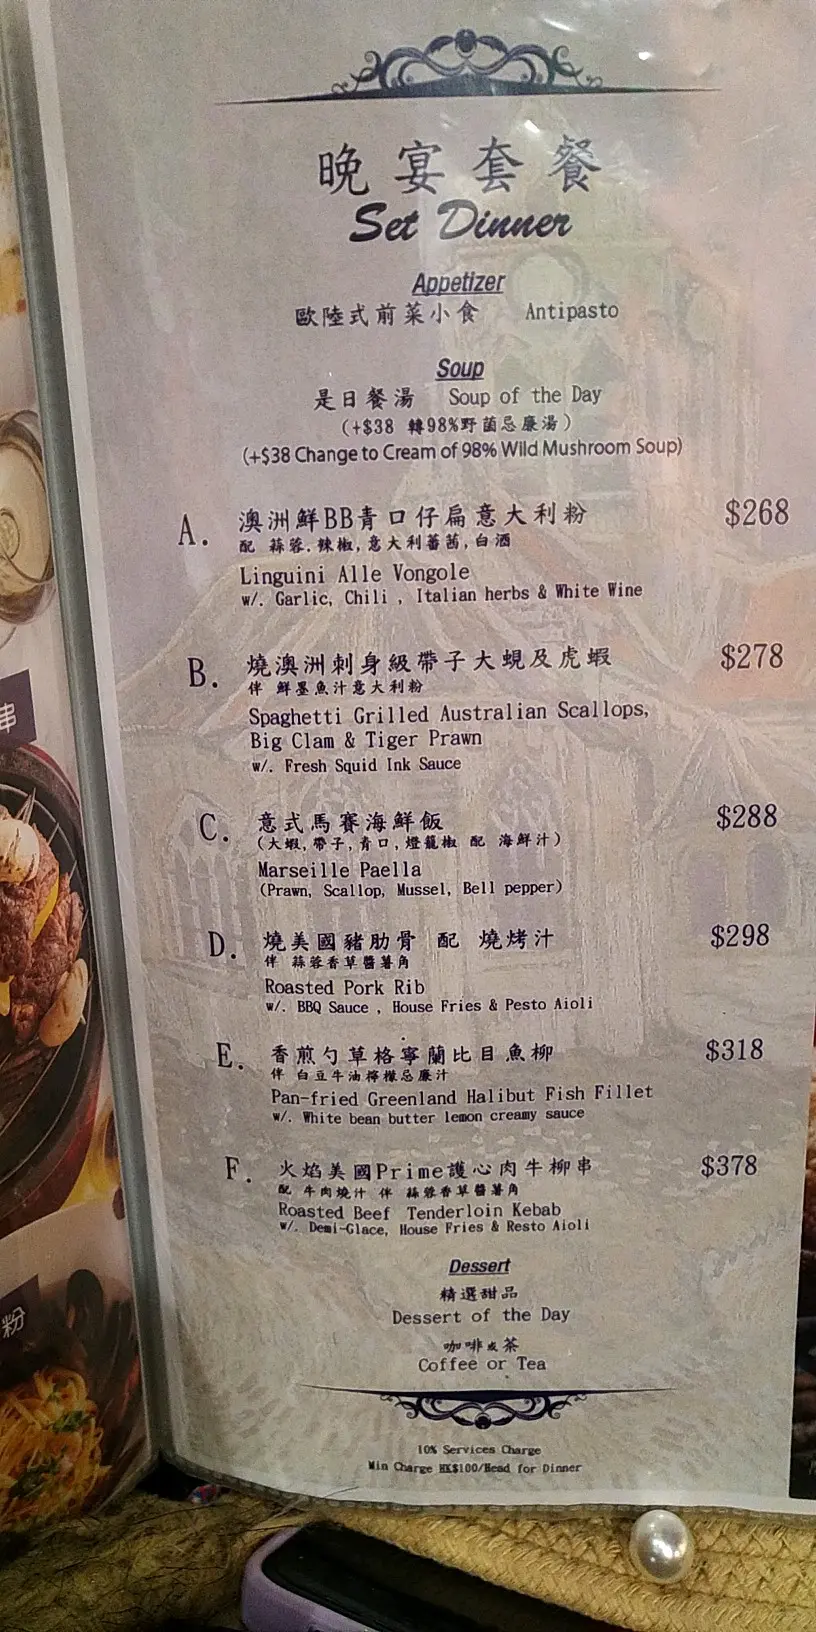 晚宴套餐
Set Dinner
Appetizer
歐陸式前菜小食 Antipasto
Soup
是日餐湯 Soup of the Day
(+$38 轉98%野菌忌廉湯)
(+$38 Change to Cream of 98% Wild Mushroom Soup)
A. 澳洲鮮BB青口仔扁意大利粉 $268
配 蒜蓉,辣椒,意大利蕃茜,白酒
Linguini Alle Vongole
w/. Garlic, Chili , Italian herbs & White Wine
B. 燒澳洲刺身級帶子大蜆及虎蝦 $278
伴 鮮墨魚汁意大利粉
Spaghetti Grilled Australian Scallops,
Big Clam & Tiger Prawn
w/. Fresh Squid Ink Sauce
C. 意式馬賽海鮮飯 $288
(大蝦,帶子,青口,燈籠椒 配 海鮮汁)
Marseille Paella
(Prawn, Scallop, Mussel, Bell pepper)
D. 燒美國豬肋骨 配 燒烤汁 $298
伴 蒜蓉香草醬薯角
Roasted Pork Rib
w/. BBQ Sauce , House Fries & Pesto Aioli
E. 香煎勺草格寧蘭比目魚柳 $318
伴 白豆牛油檸檬忌廉汁
Pan-fried Greenland Halibut Fish Fillet
w/. White bean butter lemon creamy sauce
F. 火焰美國Prime護心肉牛柳串 $378
配 牛肉燒汁 伴 蒜蓉香草醬薯角
Roasted Beef Tenderloin Kebab
w/. Demi-Glace, House Fries & Resto Aioli
Dessert
精選甜品
Dessert of the Day
咖啡或茶
Coffee or Tea
10% Services Charge
Min Charge HK$100/Head for Dinner
串
粉